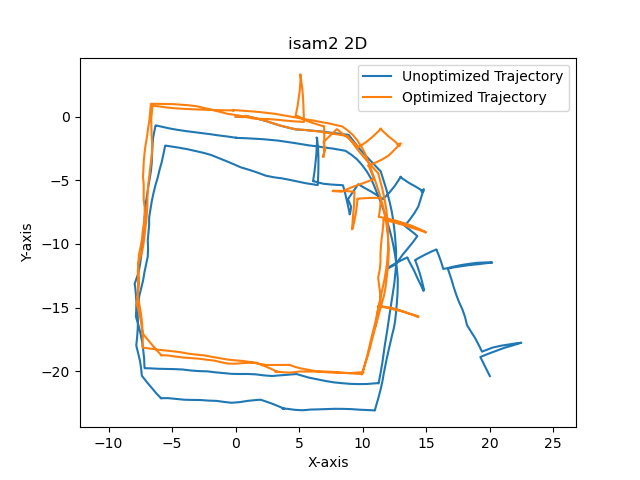 isam2 2D
Unoptimized Trajectory
Optimized Trajectory
0
−5
−10
−15
−20
Y-axis
−10
−5
0
5
10
15
20
25
X-axis